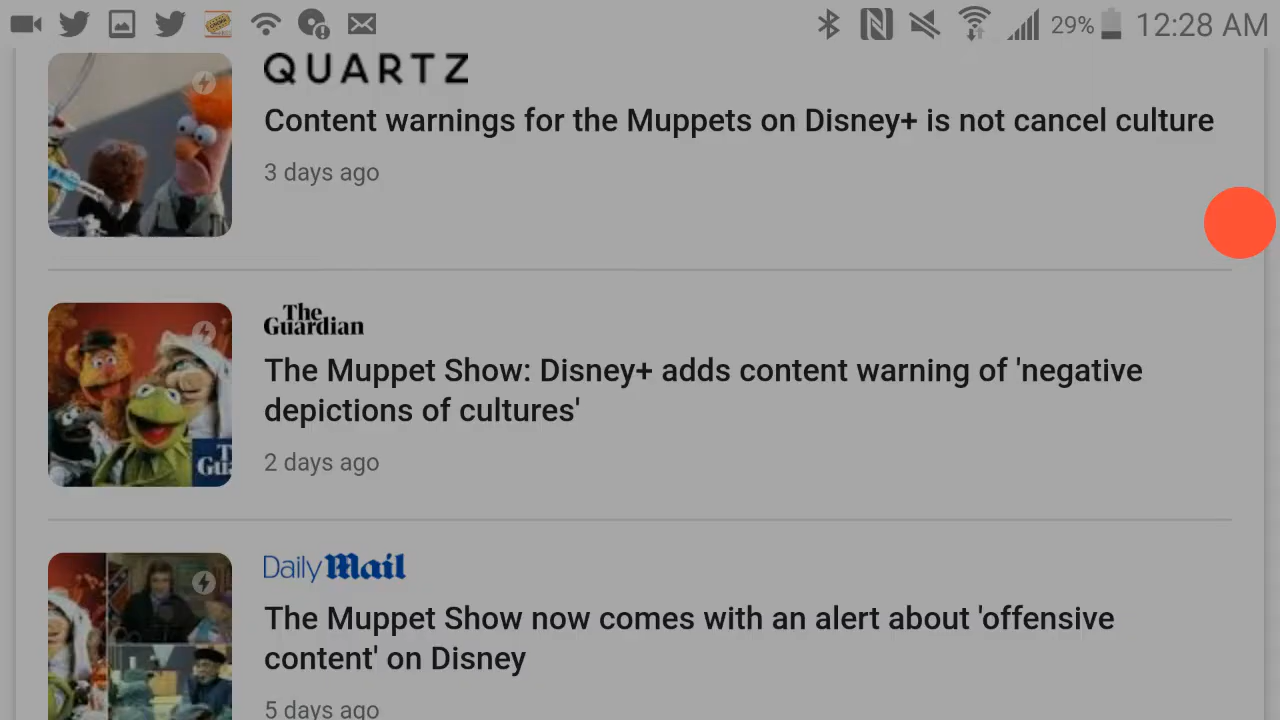 29% 12:28 AM
QUARTZ
Content warnings for the Muppets on Disney+ is not cancel culture
3 days ago
The
Guardian
The Muppet Show: Disney+ adds content warning of 'negative
depictions of cultures'
2 days ago
T
Gu
Daily Mail
The Muppet Show now comes with an alert about 'offensive
content' on Disney
5 days ago